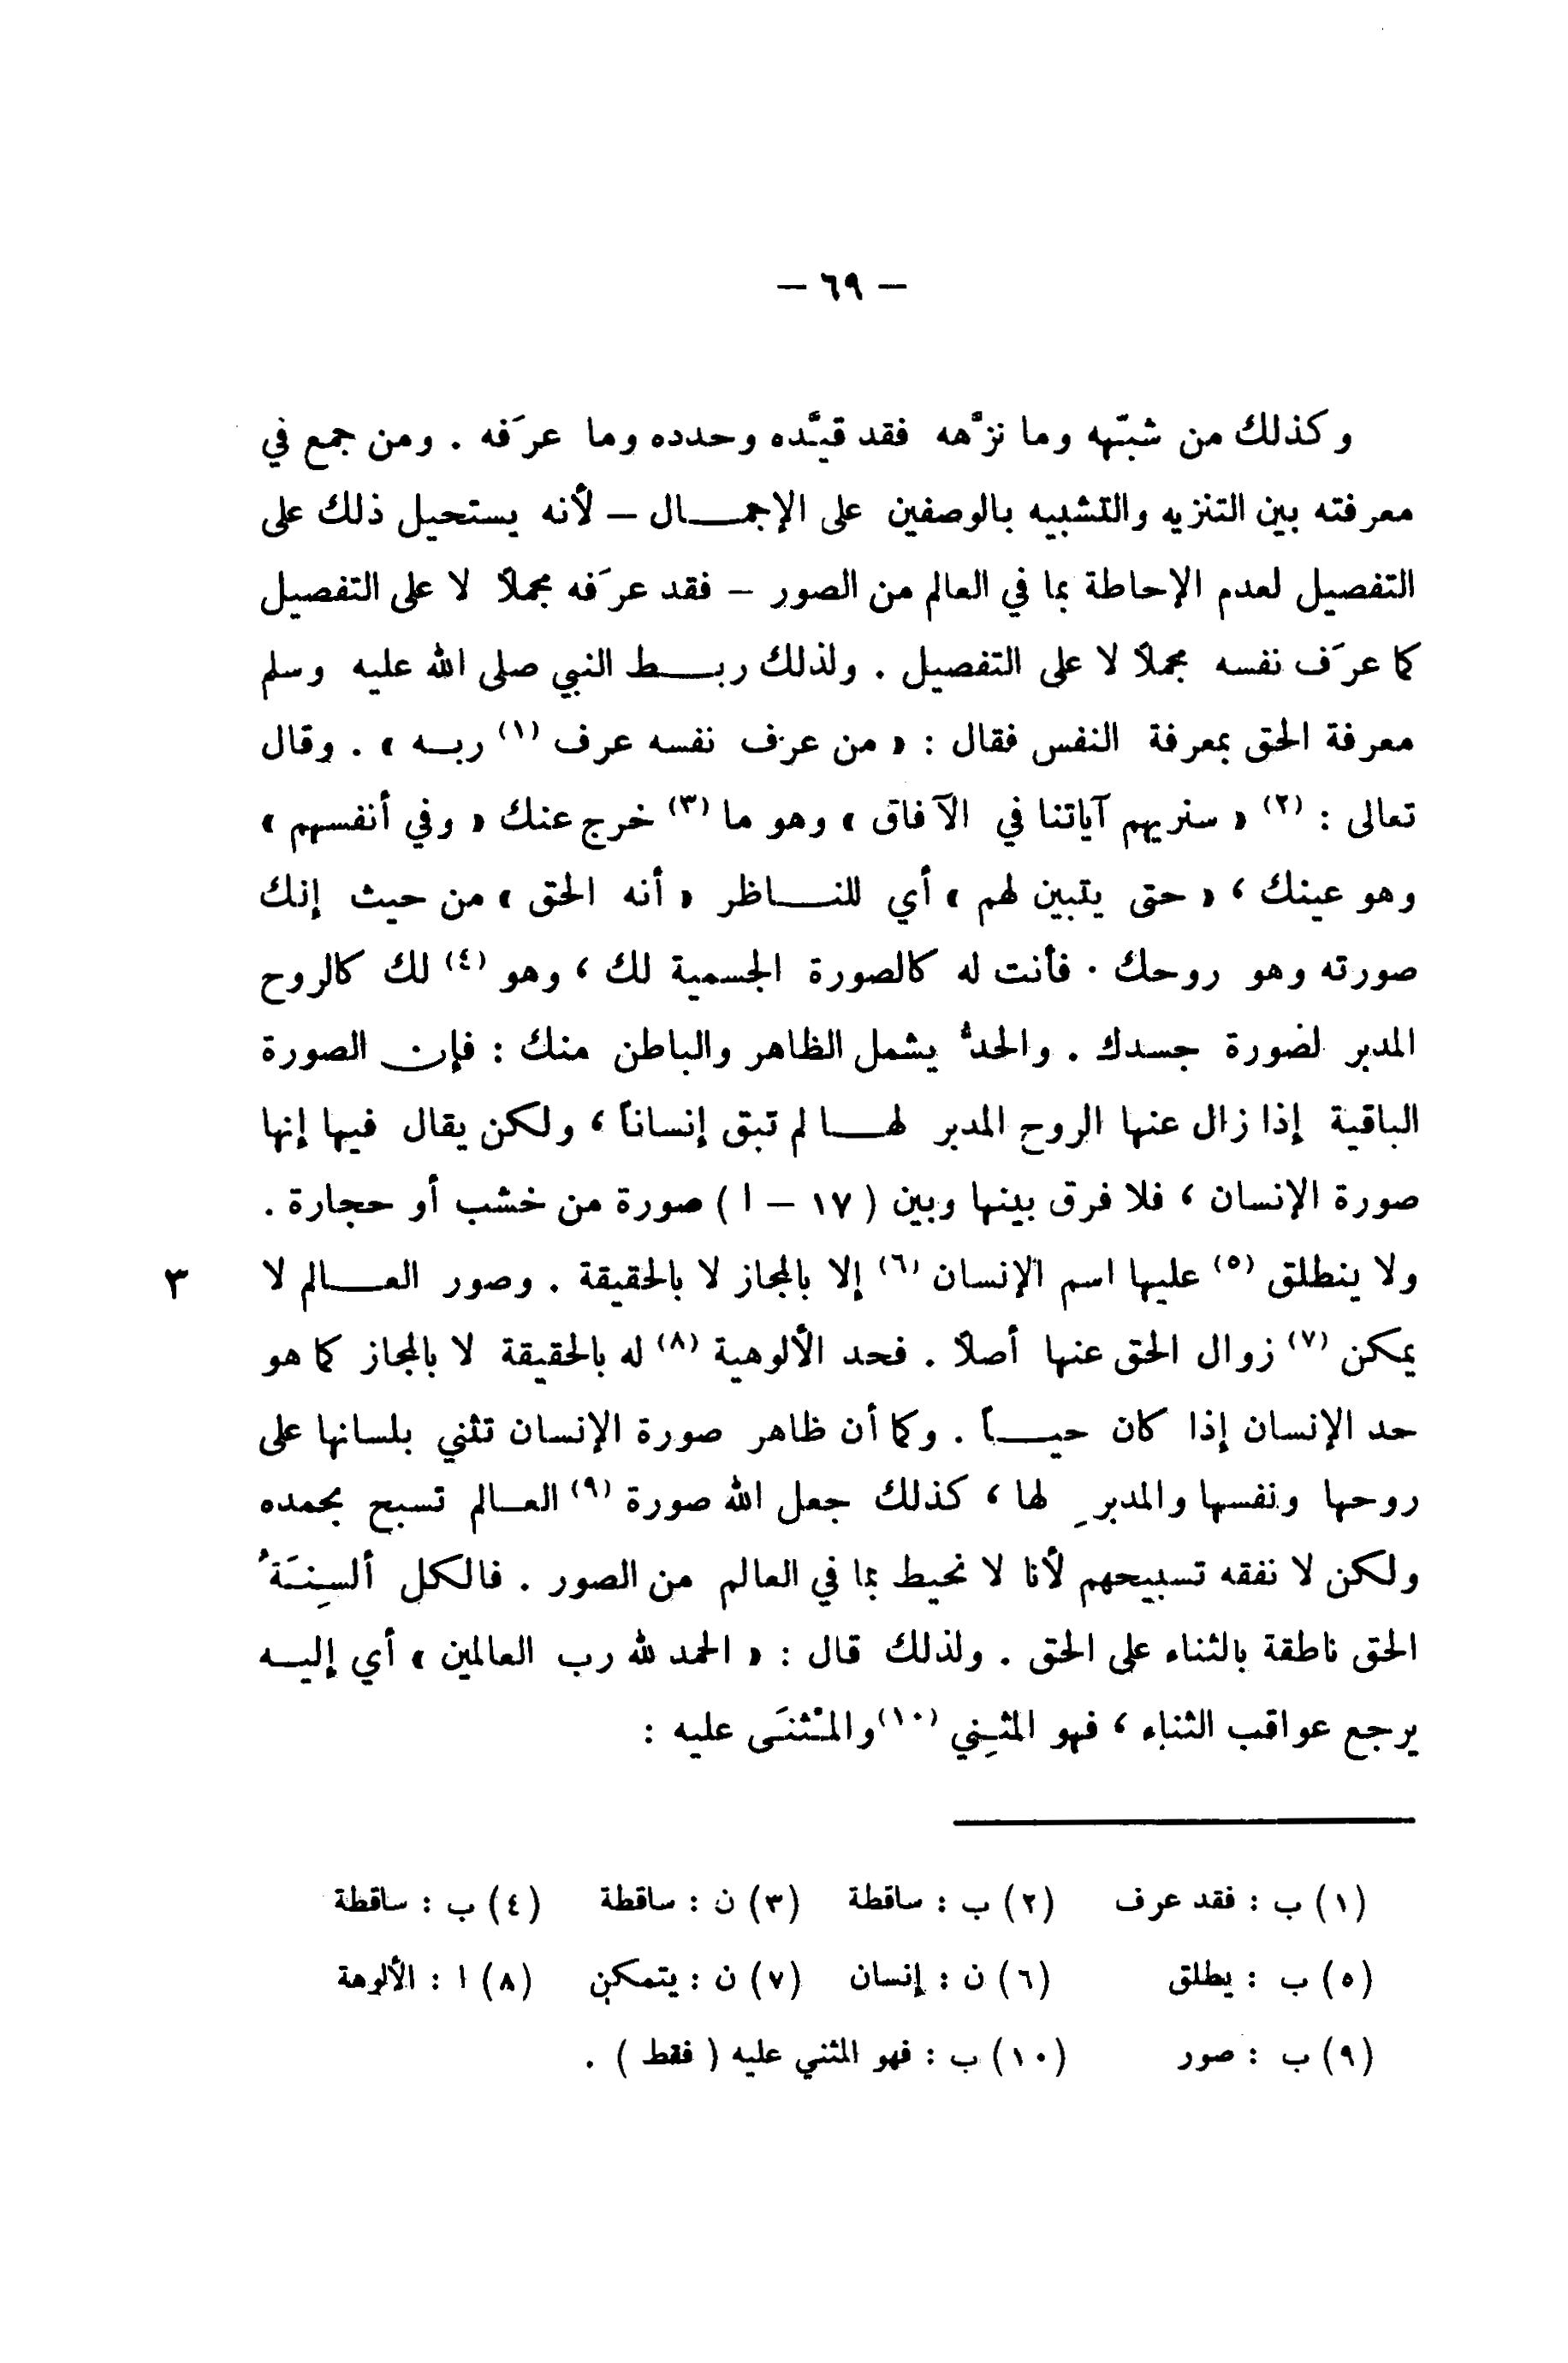 — ٦٩ —
وكذلك من شبَّهه وما نزَّهه فقد قيَّده وحدده وما عرَفه . ومن جمع في
معرفته بين التنزيه والتشبيه بالوصفين على الإجمال – لأنه يستحيل ذلك على
التفصيل لعدم الإحاطة بما في العالم من الصور – فقد عرَفه مجملاً لا على التفصيل
كما عرَف نفسه مجملاً لا على التفصيل . ولذلك ربط النبي صلى الله عليه وسلم
معرفة الحق بمعرفة النفس فقال : « من عرف نفسه عرف (١) ربه » . وقال
تعالى : (٢) « سنريهم آياتنا في الآفاق » وهو ما (٣) خرج عنك « وفي أنفسهم »
وهو عينك ، « حتى يتبين لهم » أي للناظر « أنه الحق » من حيث إنك
صورته وهو روحك . فأنت له كالصورة الجسمية لك ، وهو (٤) لك كالروح
المدبر لصورة جسدك . والحدُّ يشمل الظاهر والباطن منك : فإن الصورة
الباقية إذا زال عنها الروح المدبر لها لم تبق إنساناً ، ولكن يقال فيها إنها
صورة الإنسان ، فلا فرق بينها وبين ( ١٧ – ا ) صورة من خشب أو حجارة .
ولا ينطلق (٥) عليها اسم الإنسان (٦) إلا بالمجاز لا بالحقيقة . وصور العالم لا ٣
يمكن (٧) زوال الحق عنها أصلاً . فحد الألوهية (٨) له بالحقيقة لا بالمجاز كما هو
حد الإنسان إذا كان حياً . وكما أن ظاهر صورة الإنسان تثني بلسانها على
روحها ونفسها والمدبرِ لها ، كذلك جعل الله صورة (٩) العالم تسبح بحمده
ولكن لا نفقه تسبيحهم لأنا لا نحيط بما في العالم من الصور . فالكل ألسِنَةُ
الحق ناطقة بالثناء على الحق . ولذلك قال : « الحمد لله رب العالمين » أي إليه
يرجع عواقب الثناء ، فهو المثنِي (١٠) والمُثنَى عليه :
(١) ب : فقد عرف (٢) ب : ساقطة (٣) ن : ساقطة (٤) ب : ساقطة
(٥) ب : يطلق (٦) ن : إنسان (٧) ن : يتمكن (٨) ا : الألوهة
(٩) ب : صور (١٠) ب : فهو المثني عليه ( فقط ) .